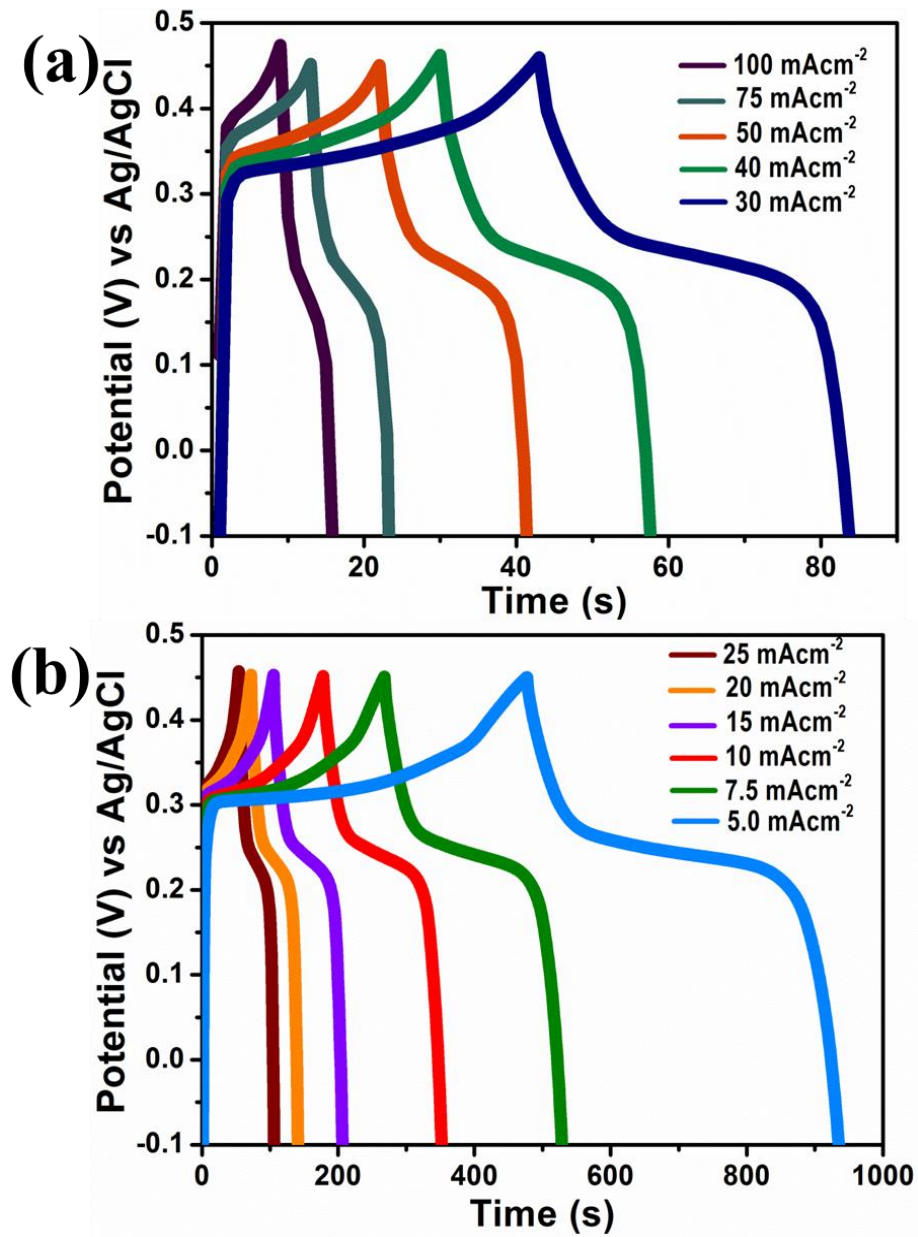 (a)
Potential (V) vs Ag/AgCl
0.5
0.4
0.3
0.2
0.1
0.0
-0.1
100 mAcm⁻²
75 mAcm⁻²
50 mAcm⁻²
40 mAcm⁻²
30 mAcm⁻²
0 20 40 60 80
Time (s)
(b)
Potential (V) vs Ag/AgCl
0.5
0.4
0.3
0.2
0.1
0.0
-0.1
25 mAcm⁻²
20 mAcm⁻²
15 mAcm⁻²
10 mAcm⁻²
7.5 mAcm⁻²
5.0 mAcm⁻²
0 200 400 600 800 1000
Time (s)